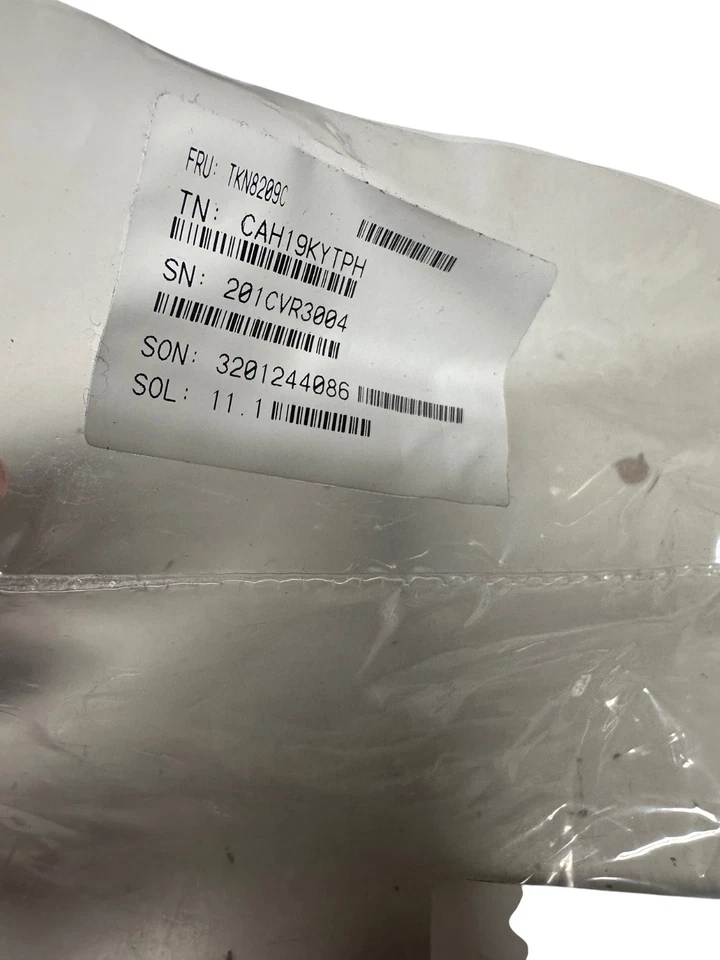 FRU: TKN8209C
TN: CAH19KYTPH
SN: 201CVR3004
SON: 3201244086
SOL: 11.1